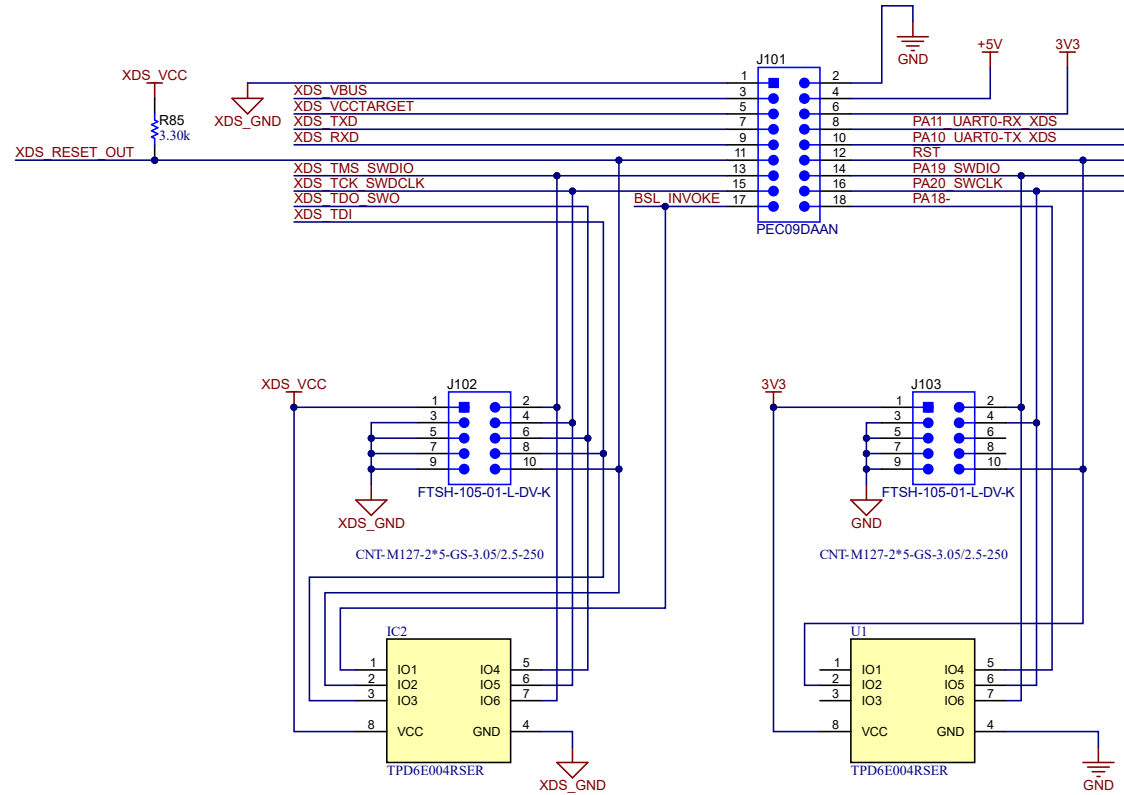 J101
+5V
3V3
GND
XDS_VCC
1
2
XDS_VBUS
3
4
XDS_GND
XDS_VCCTARGET
5
6
R85
3.30k
XDS_TXD
7
8
PA11_UART0-RX_XDS
XDS_RXD
9
10
PA10_UART0-TX_XDS
XDS_RESET_OUT
11
12
RST
XDS_TMS_SWDIO
13
14
PA19_SWDIO
XDS_TCK_SWDCLK
15
16
PA20_SWCLK
XDS_TDO_SWO
BSL_INVOKE
17
18
PA18-
XDS_TDI
PEC09DAAN
XDS_VCC
J102
1
2
3
4
5
6
7
8
9
10
FTSH-105-01-L-DV-K
XDS_GND
CNT-M127-2*5-GS-3.05/2.5-250
3V3
J103
1
2
3
4
5
6
7
8
9
10
FTSH-105-01-L-DV-K
GND
CNT-M127-2*5-GS-3.05/2.5-250
IC2
1
IO1
IO4
5
2
IO2
IO5
6
3
IO3
IO6
7
8
VCC
GND
4
TPD6E004RSER
XDS_GND
U1
1
IO1
IO4
5
2
IO2
IO5
6
3
IO3
IO6
7
8
VCC
GND
4
TPD6E004RSER
GND